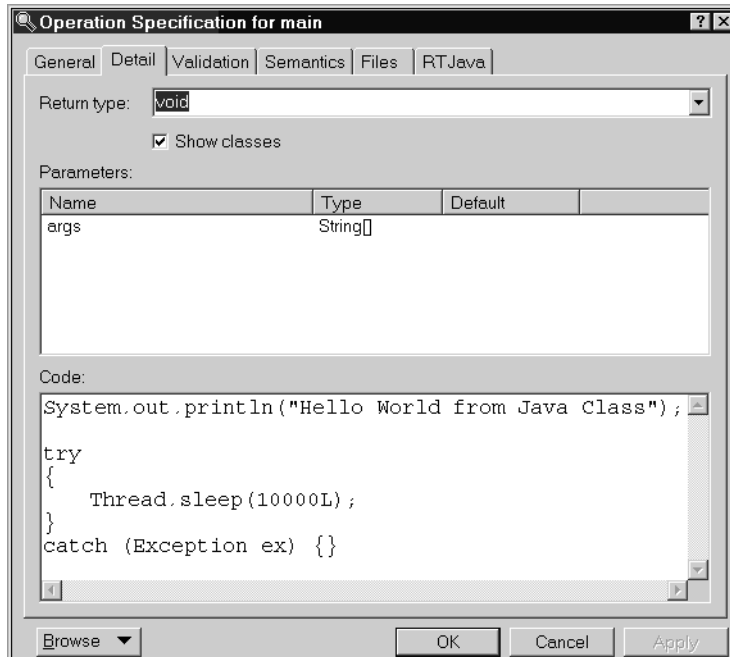 Operation Specification for main
General Detail Validation Semantics Files RTJava
Return type: void
Show classes
Parameters:
Name Type Default
args String[]
Code:
System.out.println("Hello World from Java Class");
try
{
Thread.sleep(10000L);
}
catch (Exception ex) {}
Browse OK Cancel Apply